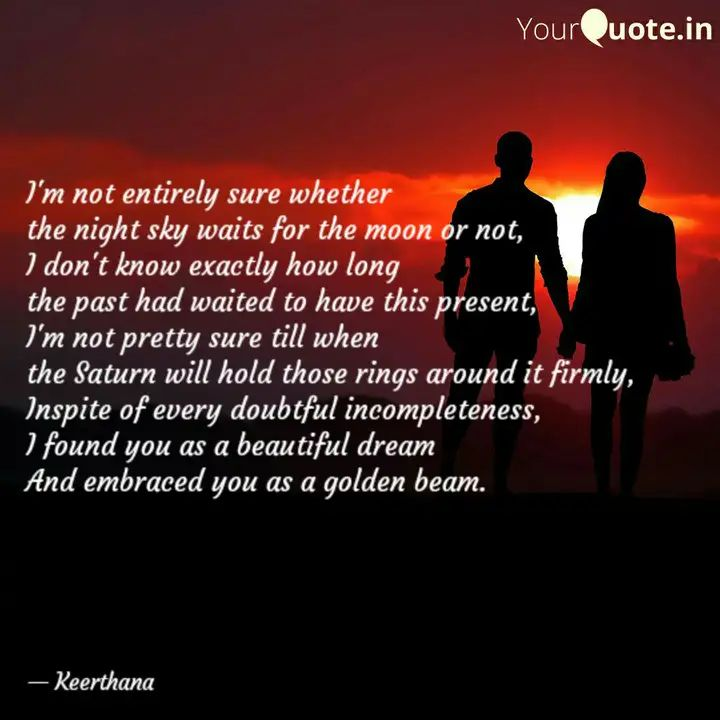 YourQuote.in
I'm not entirely sure whether
the night sky waits for the moon or not,
I don't know exactly how long
the past had waited to have this present,
I'm not pretty sure till when
the Saturn will hold those rings around it firmly,
Inspite of every doubtful incompleteness,
I found you as a beautiful dream
And embraced you as a golden beam.
— Keerthana